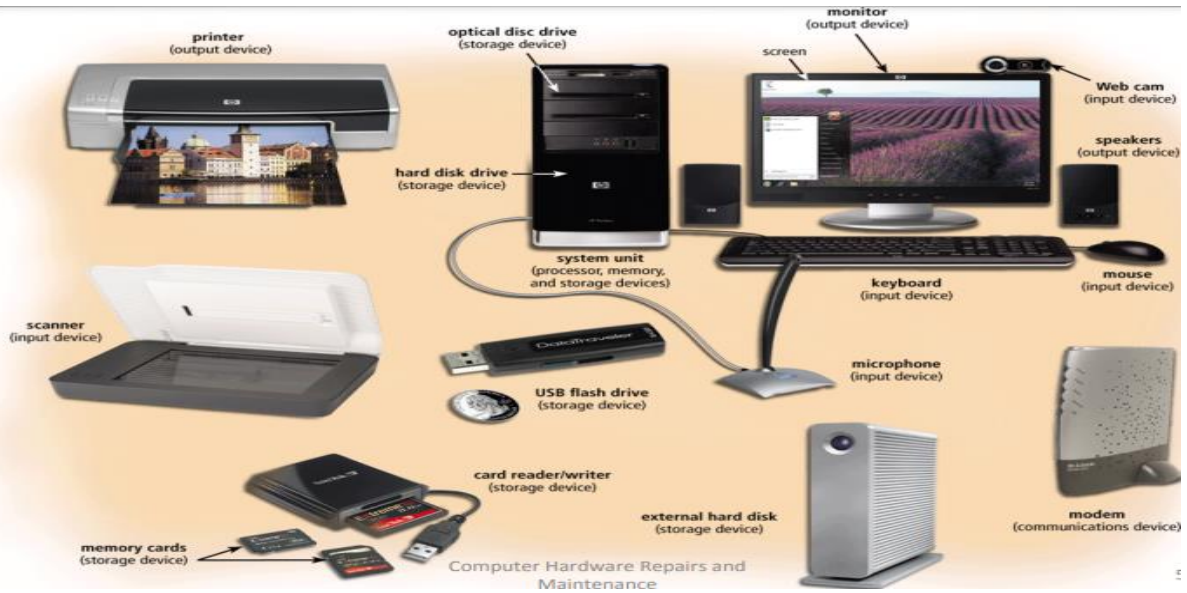 printer
(output device)
optical disc drive
(storage device)
monitor
(output device)
screen
Web cam
(input device)
speakers
(output device)
hard disk drive
(storage device)
system unit
(processor, memory,
and storage devices)
keyboard
(input device)
mouse
(input device)
scanner
(input device)
DataTraveler
USB flash drive
(storage device)
microphone
(input device)
card reader/writer
(storage device)
Extreme
external hard disk
(storage device)
modem
(communications device)
memory cards
(storage device)
Computer Hardware Repairs and
Maintenance
5